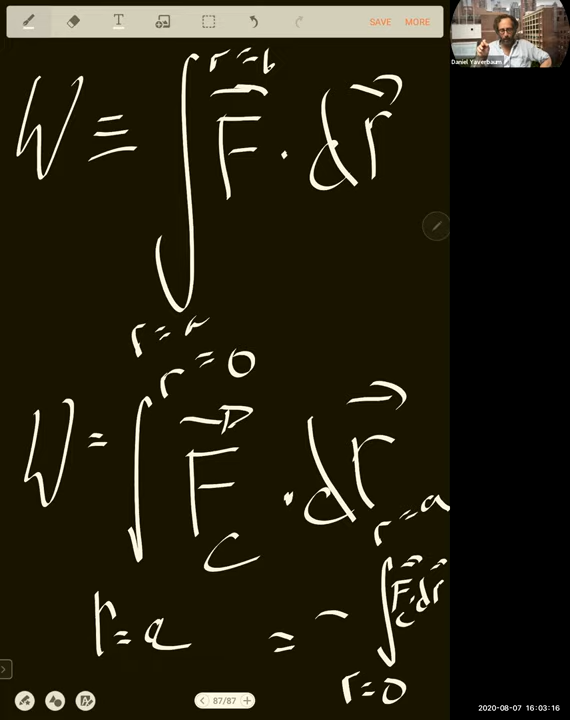 SAVE MORE
Daniel Yaverbaum
r = b
W ≡ ∫ F⃗ · dr⃗
r = a
r = 0
W = ∫ F⃗ · dr⃗
C
r = a
r = a
= - ∫ F⃗c · dr⃗
r = 0
87/87
2020-08-07 16:03:16